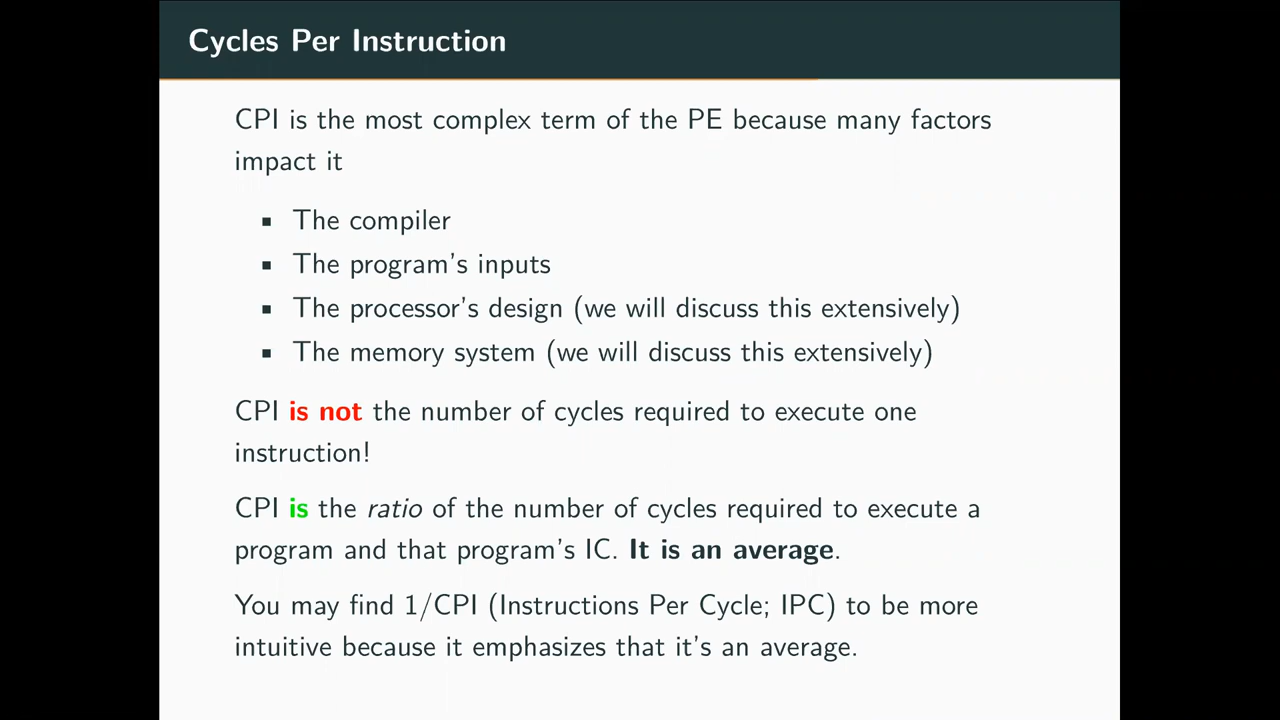 Cycles Per Instruction
CPI is the most complex term of the PE because many factors
impact it
▪ The compiler
▪ The program's inputs
▪ The processor's design (we will discuss this extensively)
▪ The memory system (we will discuss this extensively)
CPI is not the number of cycles required to execute one
instruction!
CPI is the ratio of the number of cycles required to execute a
program and that program's IC. It is an average.
You may find 1/CPI (Instructions Per Cycle; IPC) to be more
intuitive because it emphasizes that it's an average.